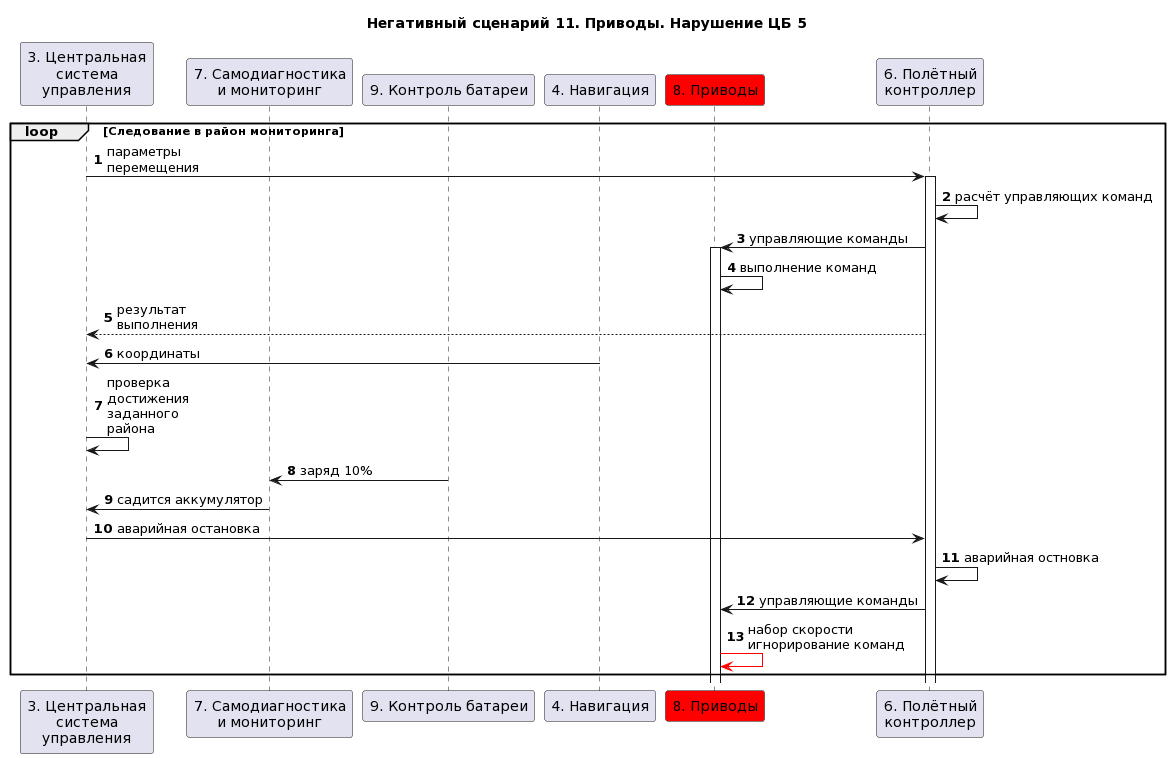 Негативный сценарий 11. Приводы. Нарушение ЦБ 5
3. Центральная
система
управления
7. Самодиагностика
и мониторинг
9. Контроль батареи
4. Навигация
8. Приводы
6. Полётный
контроллер
loop
[Следование в район мониторинга]
1 параметры
перемещения
2 расчёт управляющих команд
3 управляющие команды
4 выполнение команд
5 результат
выполнения
6 координаты
7 проверка
достижения
заданного
района
8 заряд 10%
9 садится аккумулятор
10 аварийная остановка
11 аварийная остновка
12 управляющие команды
13 набор скорости
игнорирование команд
3. Центральная
система
управления
7. Самодиагностика
и мониторинг
9. Контроль батареи
4. Навигация
8. Приводы
6. Полётный
контроллер